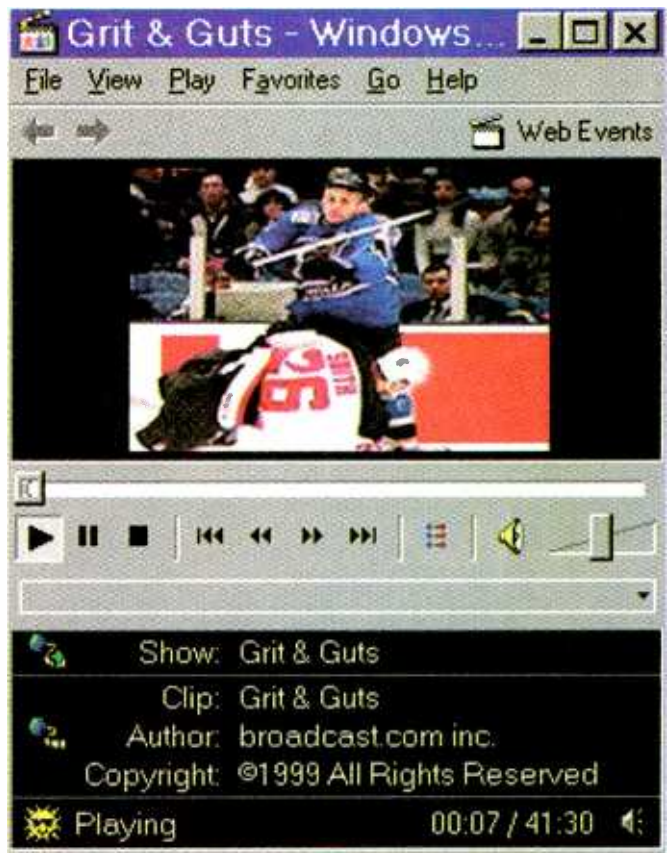 Grit & Guts - Windows...
File View Play Favorites Go Help
Web Events
SMITH
26
Show: Grit & Guts
Clip: Grit & Guts
Author: broadcast.com inc.
Copyright: ©1999 All Rights Reserved
Playing 00:07 / 41:30